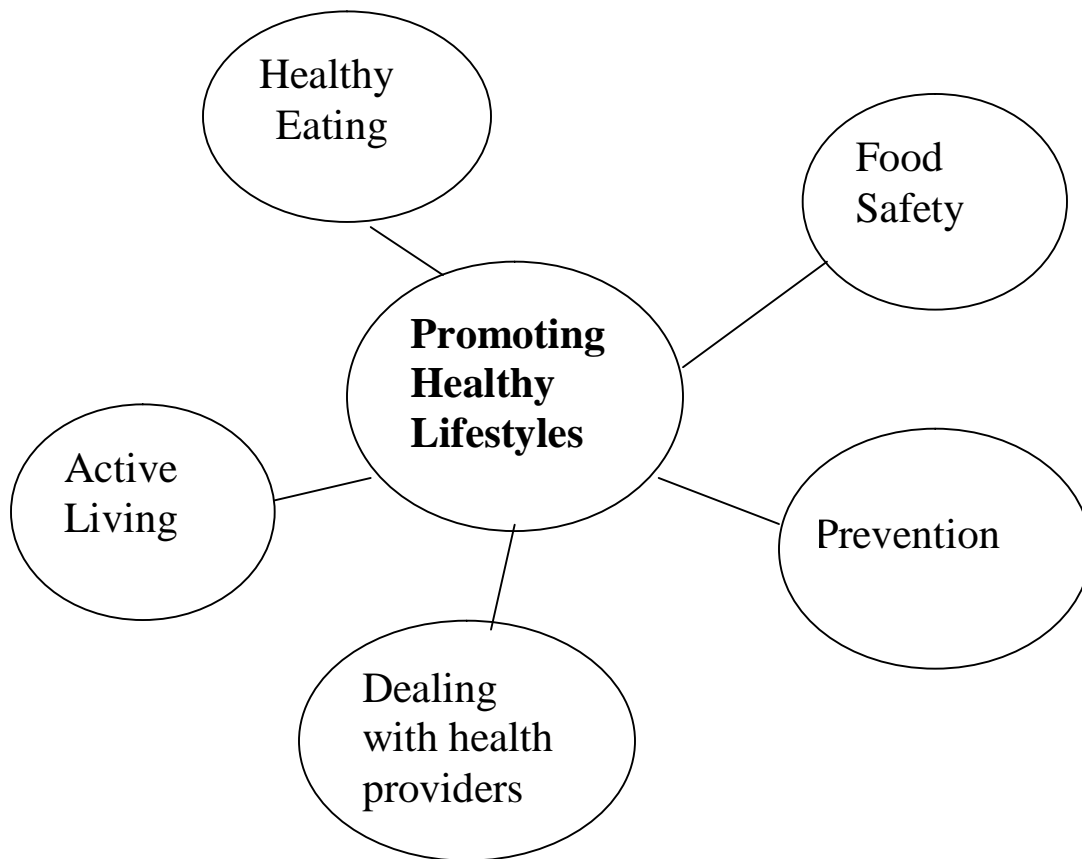 Healthy
Eating
Food
Safety
Promoting
Healthy
Lifestyles
Active
Living
Prevention
Dealing
with health
providers